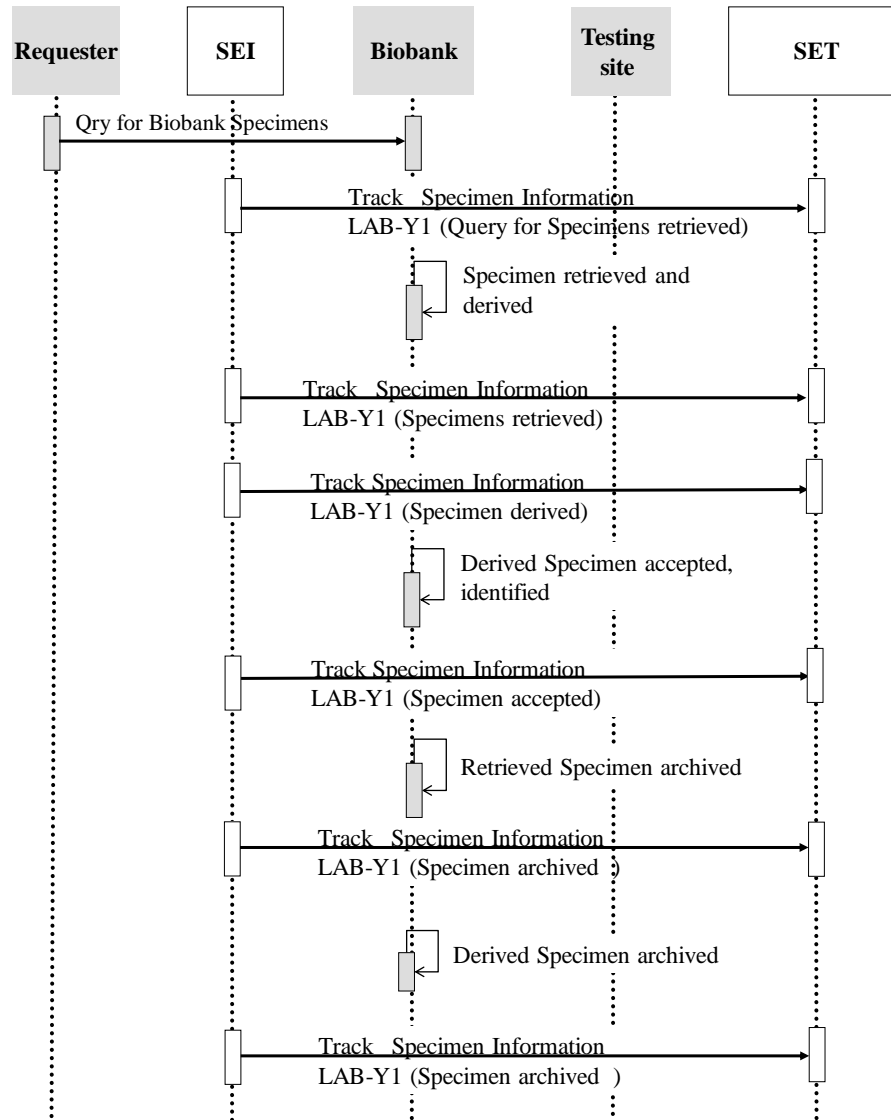 Requester
SEI
Biobank
Testing
site
SET
Qry for Biobank Specimens
Track Specimen Information
LAB-Y1 (Query for Specimens retrieved)
Specimen retrieved and
derived
Track Specimen Information
LAB-Y1 (Specimens retrieved)
Track Specimen Information
LAB-Y1 (Specimen derived)
Derived Specimen accepted,
identified
Track Specimen Information
LAB-Y1 (Specimen accepted)
Retrieved Specimen archived
Track Specimen Information
LAB-Y1 (Specimen archived )
Derived Specimen archived
Track Specimen Information
LAB-Y1 (Specimen archived )